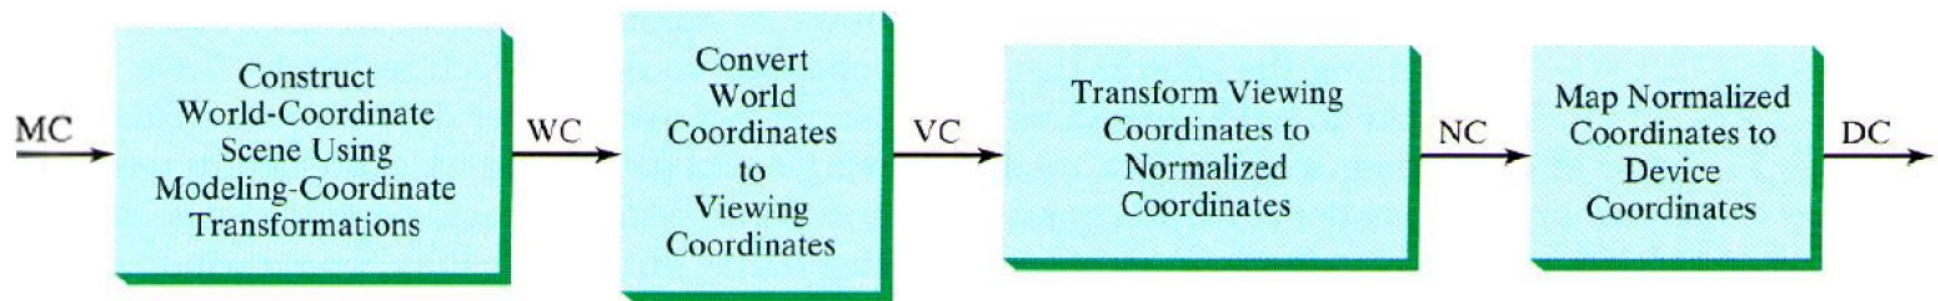 MC
Construct
World-Coordinate
Scene Using
Modeling-Coordinate
Transformations
WC
Convert
World
Coordinates
to
Viewing
Coordinates
VC
Transform Viewing
Coordinates to
Normalized
Coordinates
NC
Map Normalized
Coordinates to
Device
Coordinates
DC